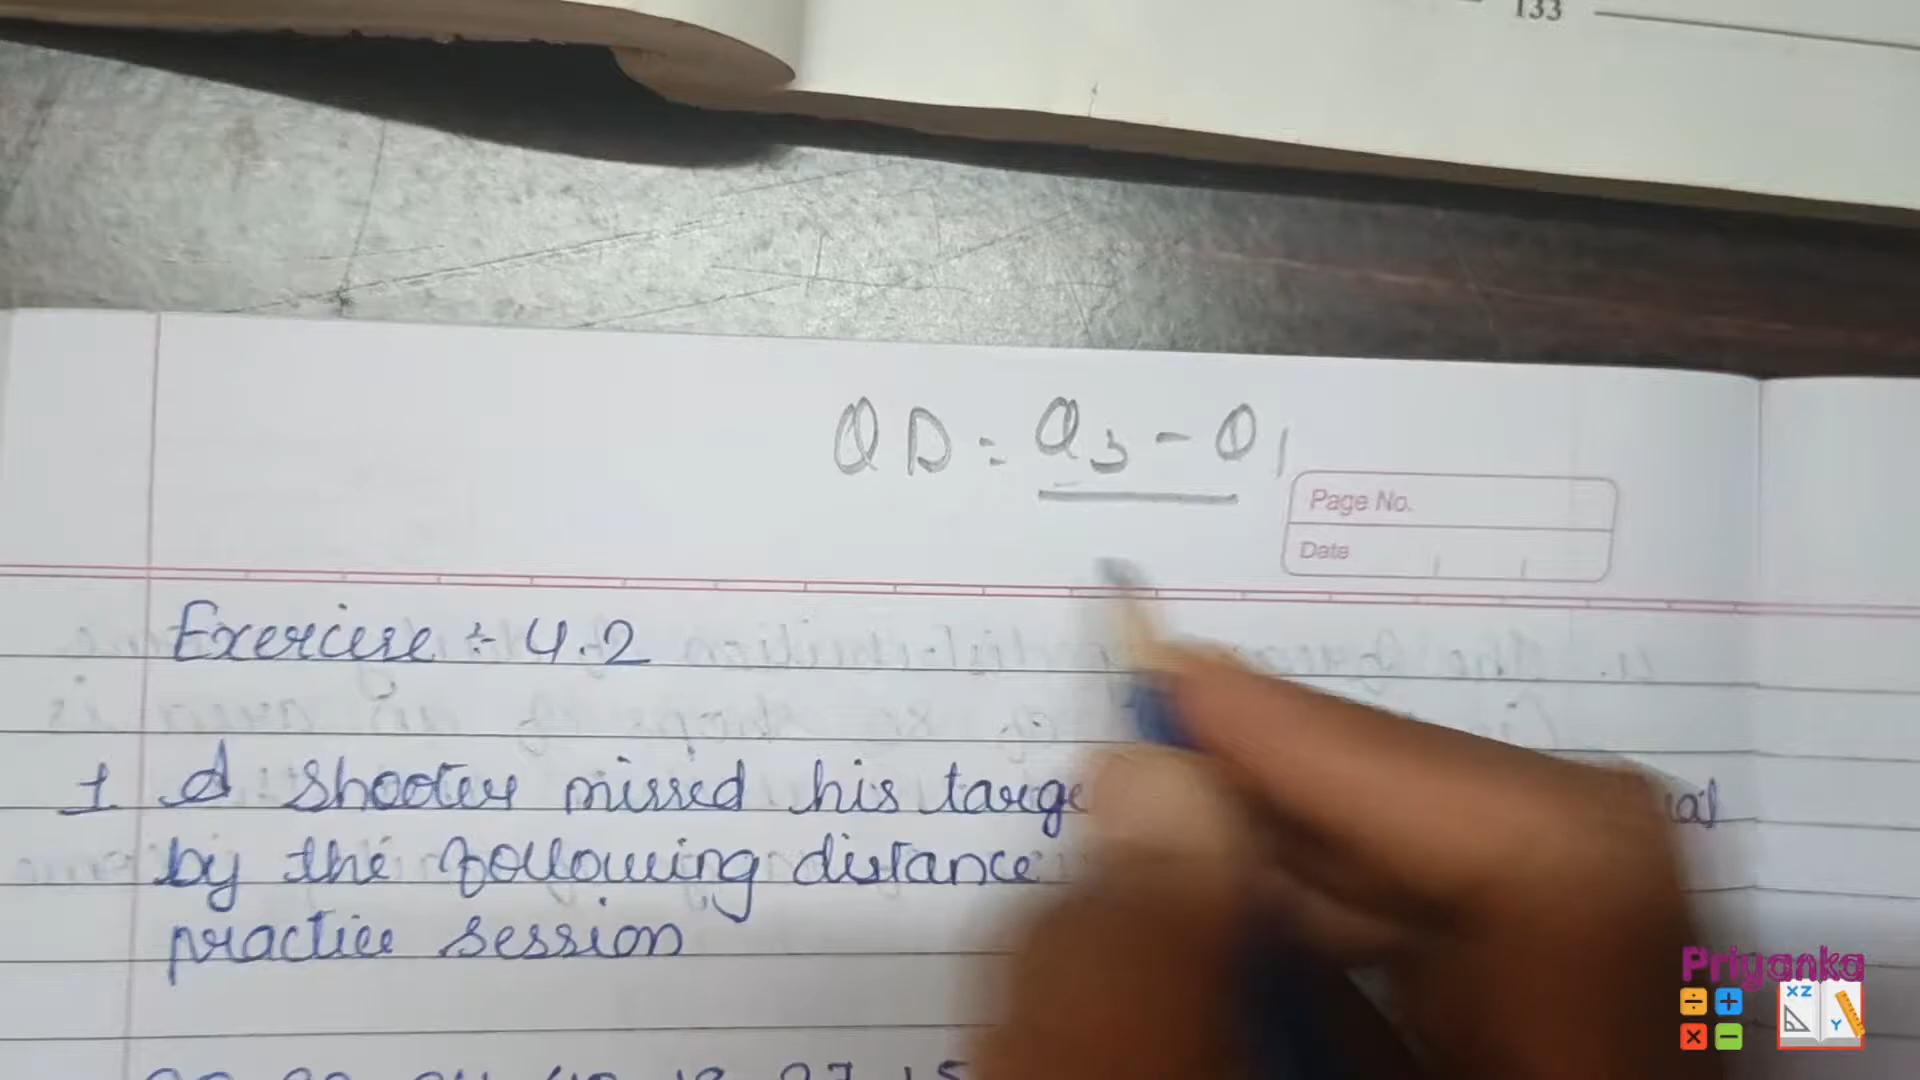 133
QD = Q3 - Q1
Page No.
Date
Exercise :- 4.2
1 A shooter missed his targe
by the following distance
practice session
Priyanka
XZ
Y